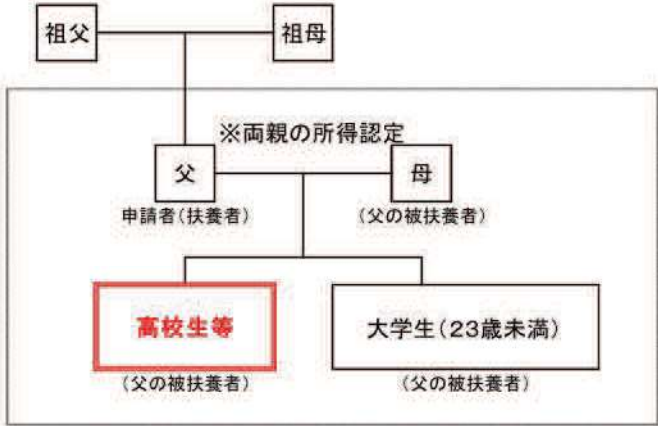 祖父
祖母
※両親の所得認定
父
母
申請者(扶養者)
(父の被扶養者)
高校生等
大学生(23歳未満)
(父の被扶養者)
(父の被扶養者)